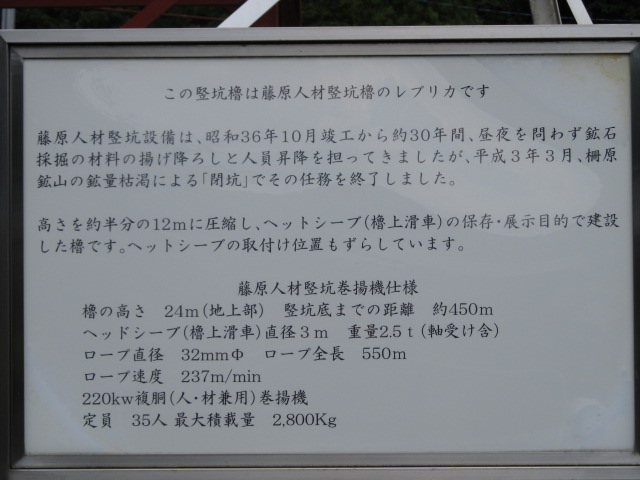 この竪坑櫓は藤原人材竪坑櫓のレプリカです
藤原人材竪坑設備は、昭和36年10月竣工から約30年間、昼夜を問わず鉱石
採掘の材料の揚げ降ろしと人員昇降を担ってきましたが、平成3年3月、柵原
鉱山の鉱量枯渇による「閉坑」でその任務を終了しました。
高さを約半分の12mに圧縮し、ヘットシーブ(櫓上滑車)の保存・展示目的で建設
した櫓です。ヘットシーブの取付け位置もずらしています。
藤原人材竪坑巻揚機仕様
櫓の高さ 24m(地上部) 竪坑底までの距離 約450m
ヘッドシーブ(櫓上滑車)直径3m 重量2.5t(軸受け含)
ロープ直径 32mmΦ ロープ全長 550m
ロープ速度 237m/min
220kw複胴(人・材兼用)巻揚機
定員 35人 最大積載量 2,800Kg